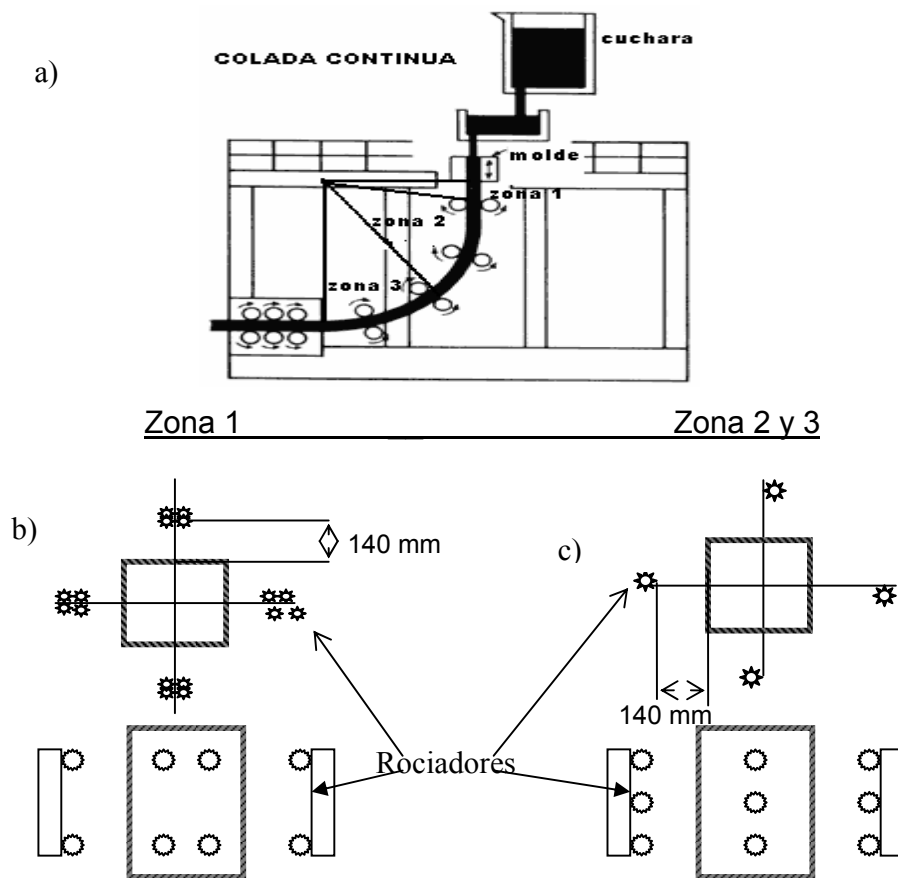 a)
COLADA CONTINUA
cuchara
molde
zona 1
zona 2
zona 3
Zona 1
Zona 2 y 3
b)
140 mm
c)
140 mm
Rociadores